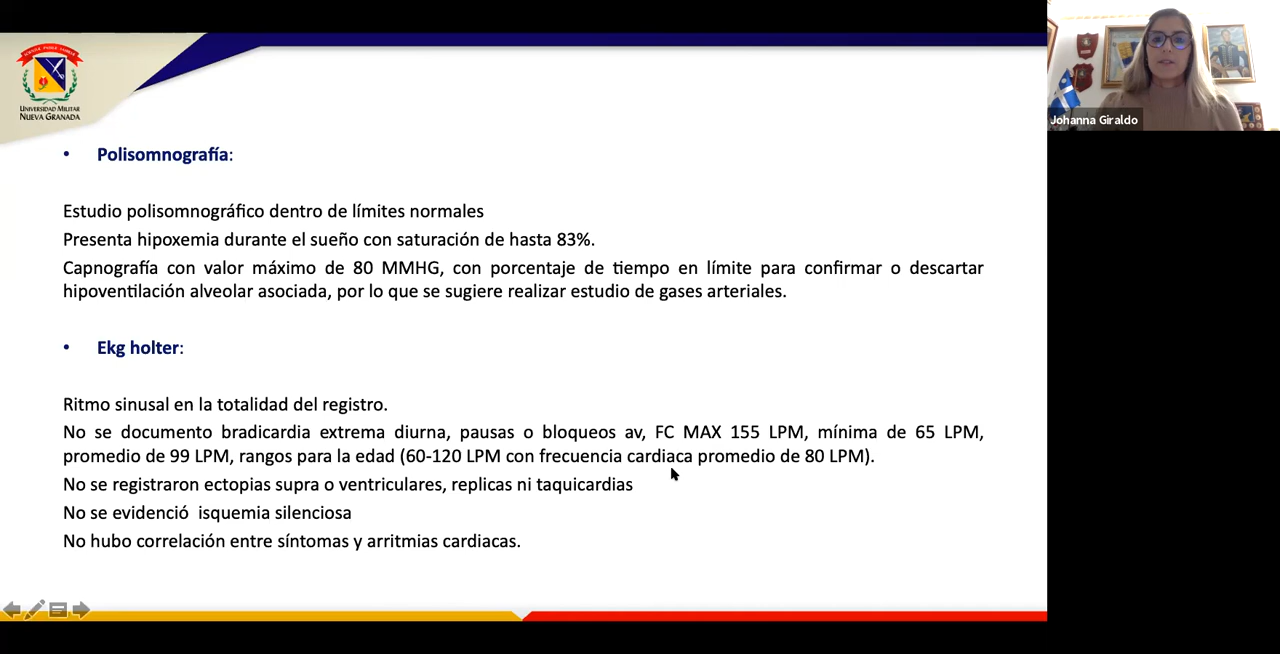 UNIVERSIDAD MILITAR
NUEVA GRANADA
Johanna Giraldo
• Polisomnografía:
Estudio polisomnográfico dentro de límites normales
Presenta hipoxemia durante el sueño con saturación de hasta 83%.
Capnografía con valor máximo de 80 MMHG, con porcentaje de tiempo en límite para confirmar o descartar
hipoventilación alveolar asociada, por lo que se sugiere realizar estudio de gases arteriales.
• Ekg holter:
Ritmo sinusal en la totalidad del registro.
No se documento bradicardia extrema diurna, pausas o bloqueos av, FC MAX 155 LPM, mínima de 65 LPM,
promedio de 99 LPM, rangos para la edad (60-120 LPM con frecuencia cardiaca promedio de 80 LPM).
No se registraron ectopias supra o ventriculares, replicas ni taquicardias
No se evidenció isquemia silenciosa
No hubo correlación entre síntomas y arritmias cardiacas.